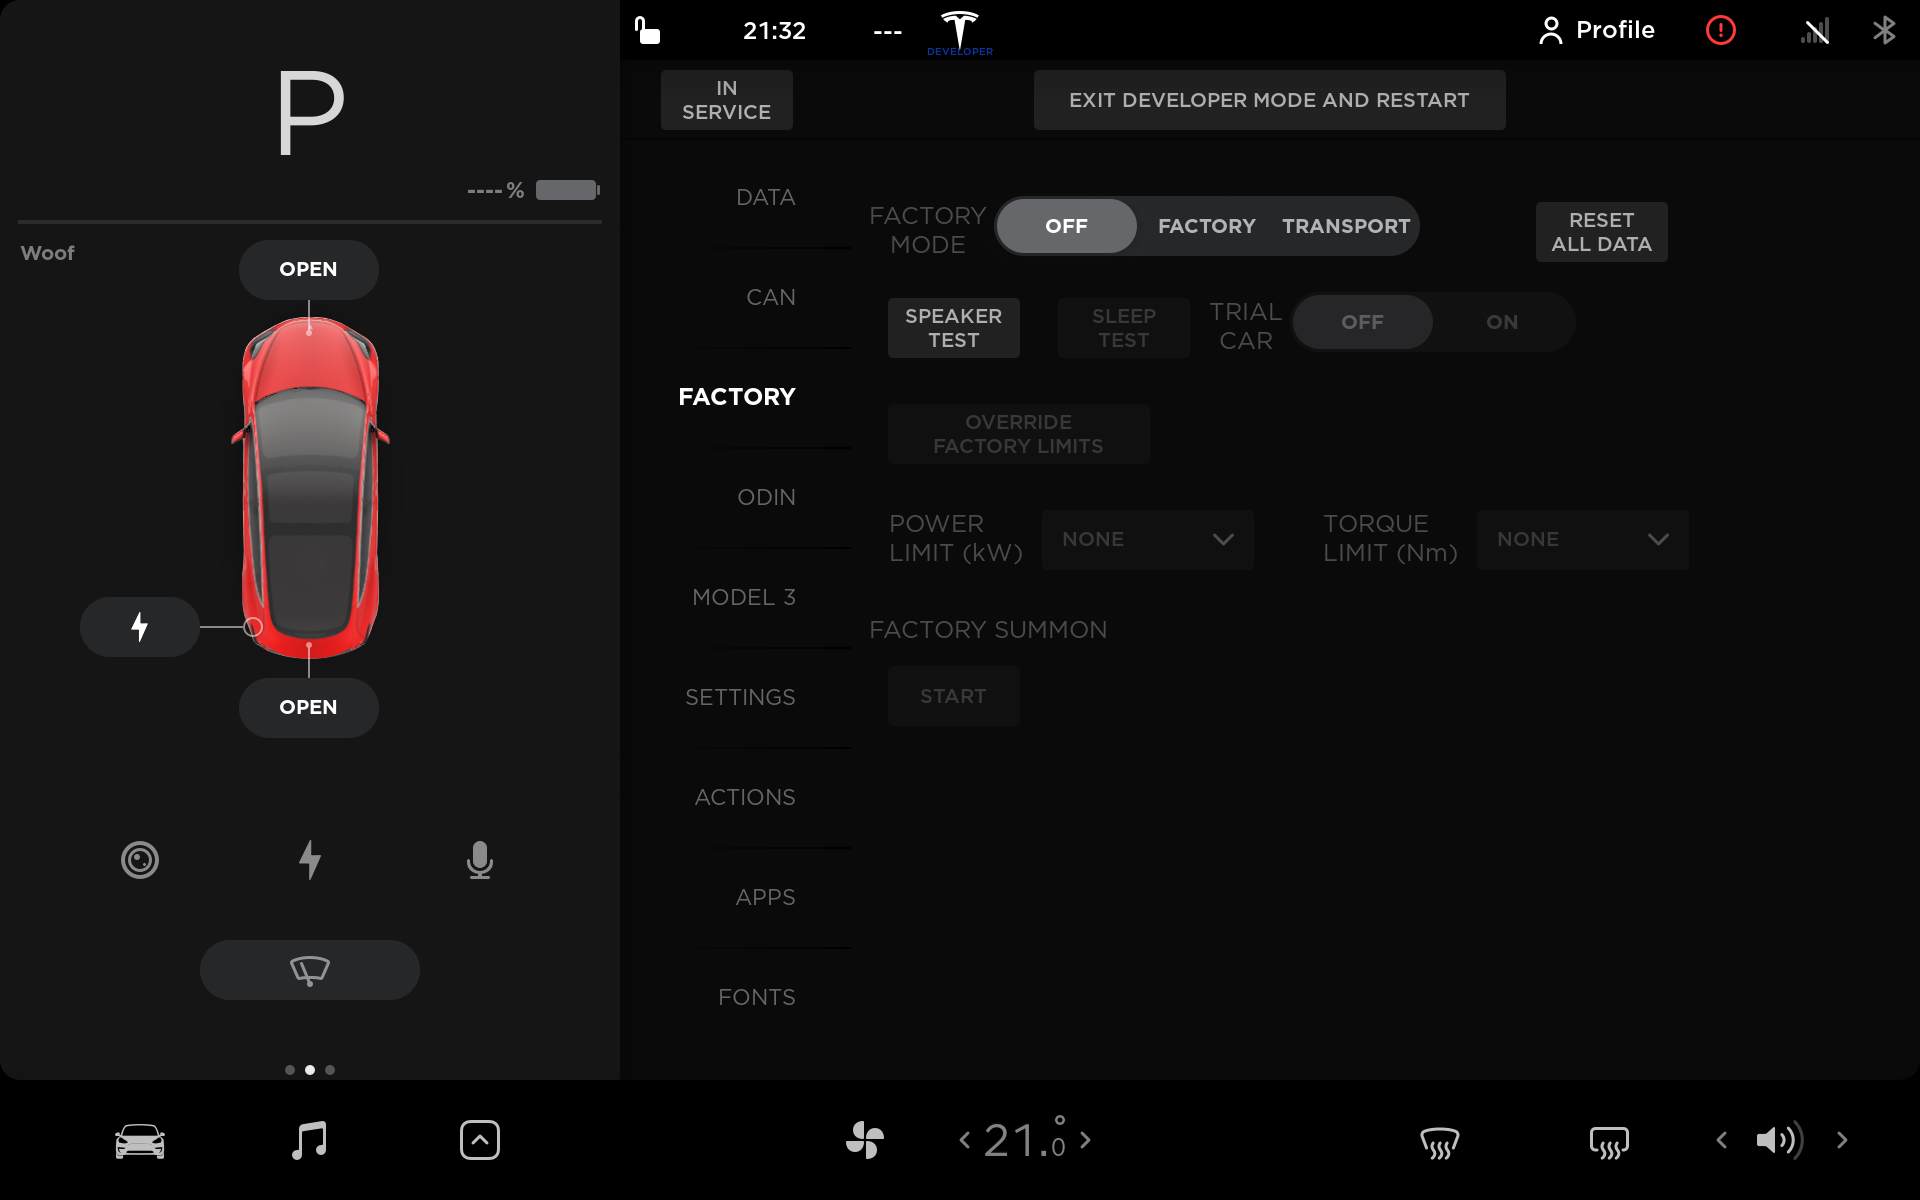 P
----%
Woof
OPEN
OPEN
21:32
---
DEVELOPER
Profile
IN
SERVICE
EXIT DEVELOPER MODE AND RESTART
DATA
CAN
FACTORY
ODIN
MODEL 3
SETTINGS
ACTIONS
APPS
FONTS
FACTORY
MODE
OFF
FACTORY
TRANSPORT
RESET
ALL DATA
SPEAKER
TEST
SLEEP
TEST
TRIAL
CAR
OFF
ON
OVERRIDE
FACTORY LIMITS
POWER
LIMIT (kW)
NONE
TORQUE
LIMIT (Nm)
NONE
FACTORY SUMMON
START
21.0°